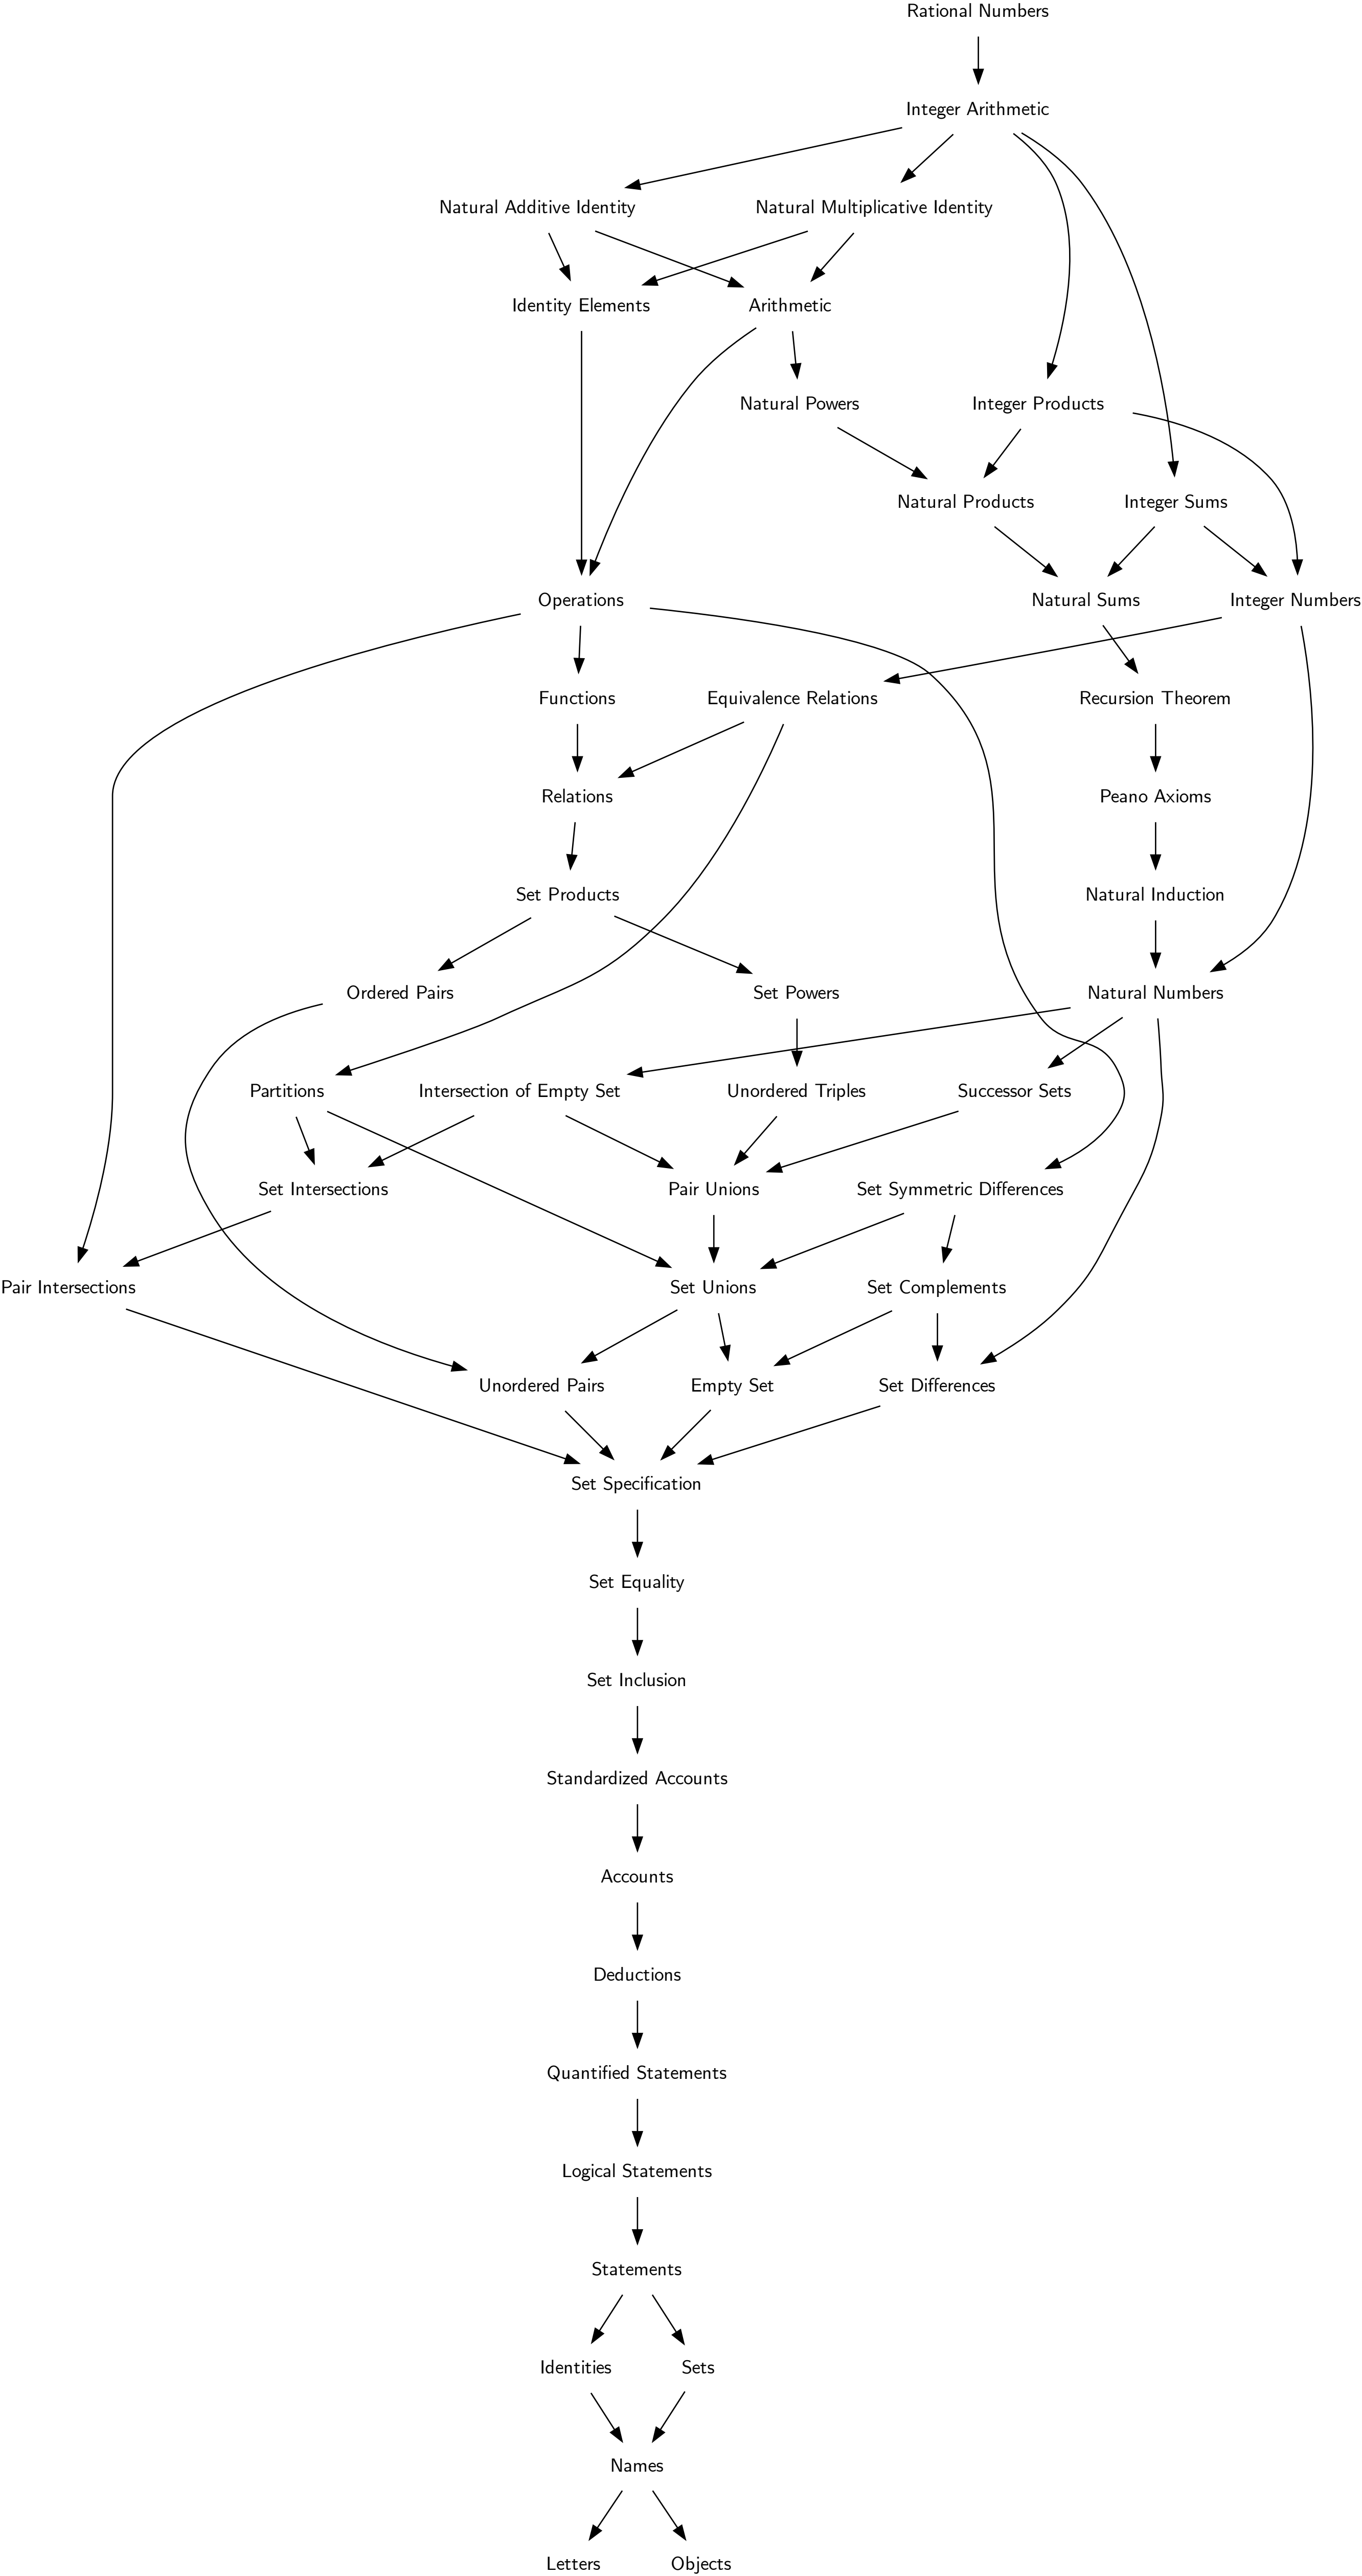 Rational Numbers
Integer Arithmetic
Natural Additive Identity
Natural Multiplicative Identity
Identity Elements
Arithmetic
Natural Powers
Integer Products
Natural Products
Integer Sums
Operations
Natural Sums
Integer Numbers
Functions
Equivalence Relations
Recursion Theorem
Relations
Peano Axioms
Set Products
Natural Induction
Ordered Pairs
Set Powers
Natural Numbers
Partitions
Intersection of Empty Set
Unordered Triples
Successor Sets
Set Intersections
Pair Unions
Set Symmetric Differences
Pair Intersections
Set Unions
Set Complements
Unordered Pairs
Empty Set
Set Differences
Set Specification
Set Equality
Set Inclusion
Standardized Accounts
Accounts
Deductions
Quantified Statements
Logical Statements
Statements
Identities
Sets
Names
Letters
Objects